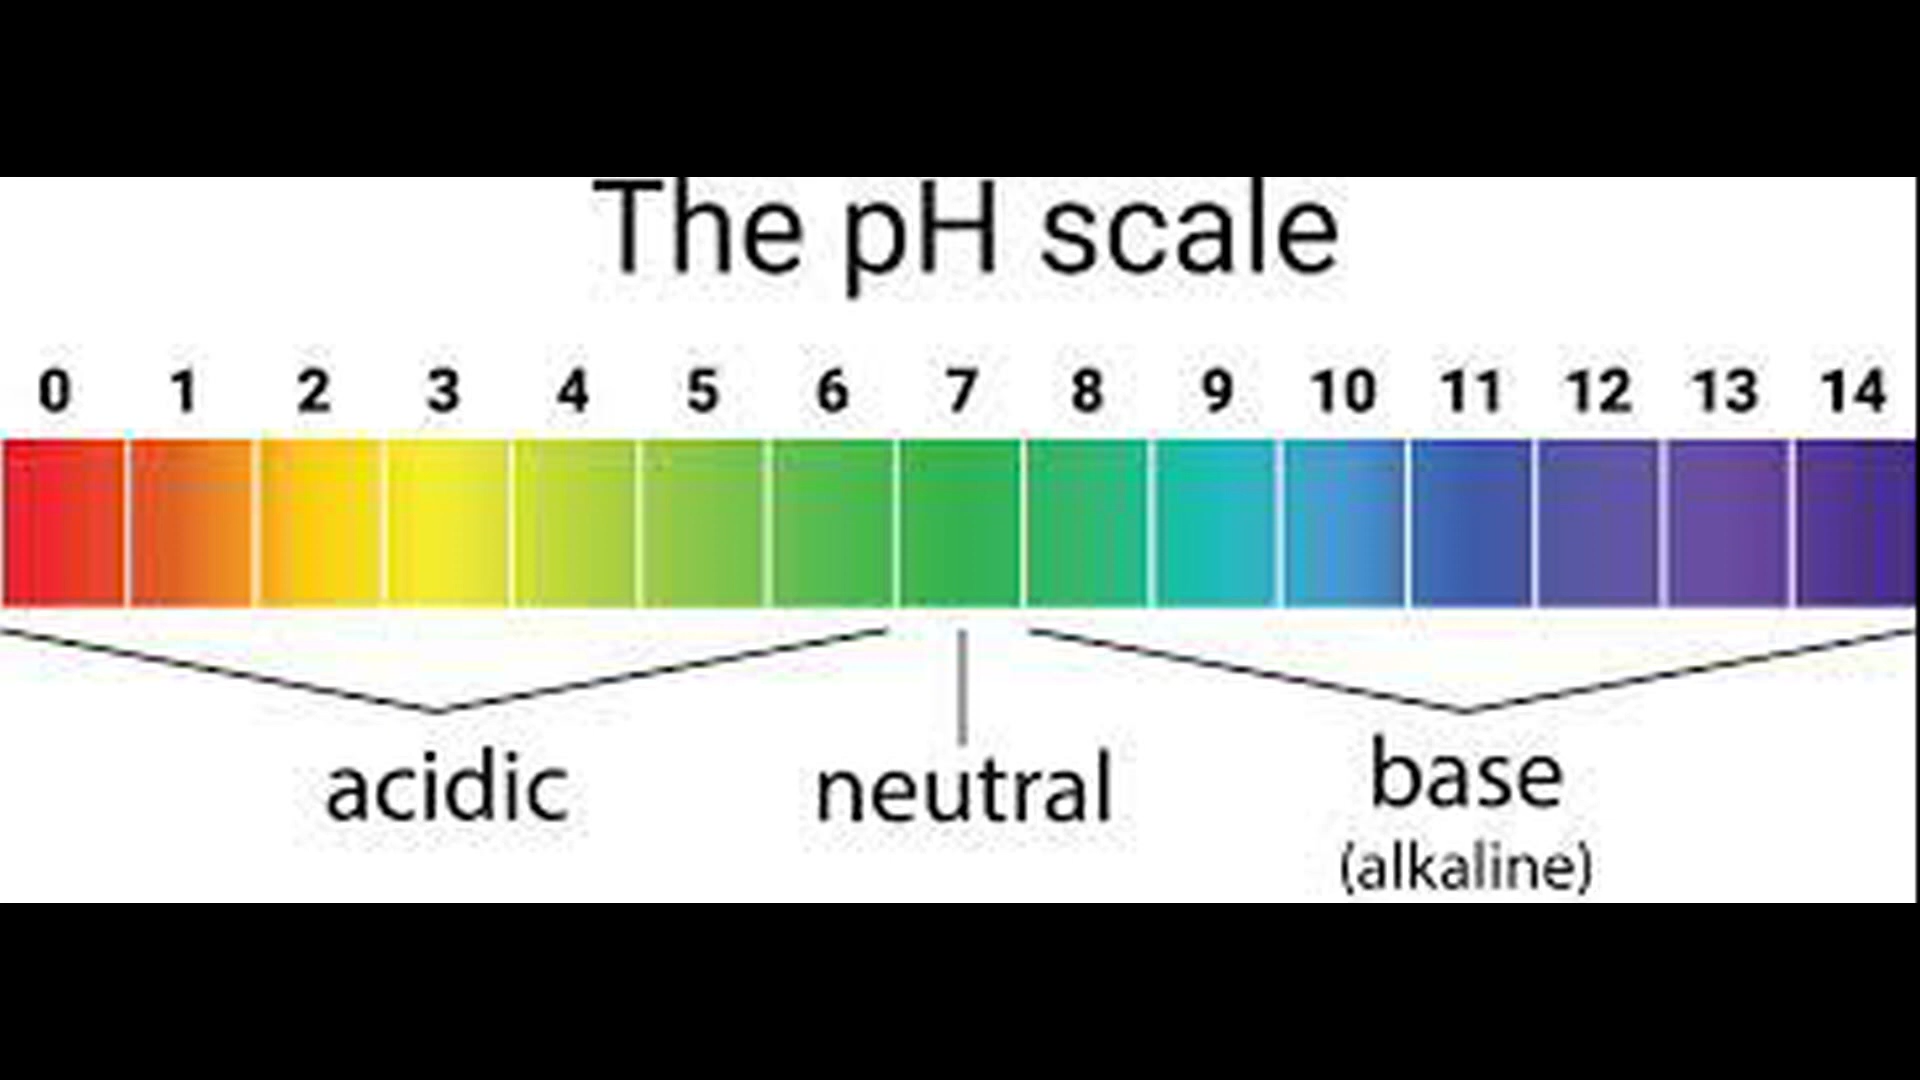 The pH scale
0 1 2 3 4 5 6 7 8 9 10 11 12 13 14
acidic neutral base
(alkaline)